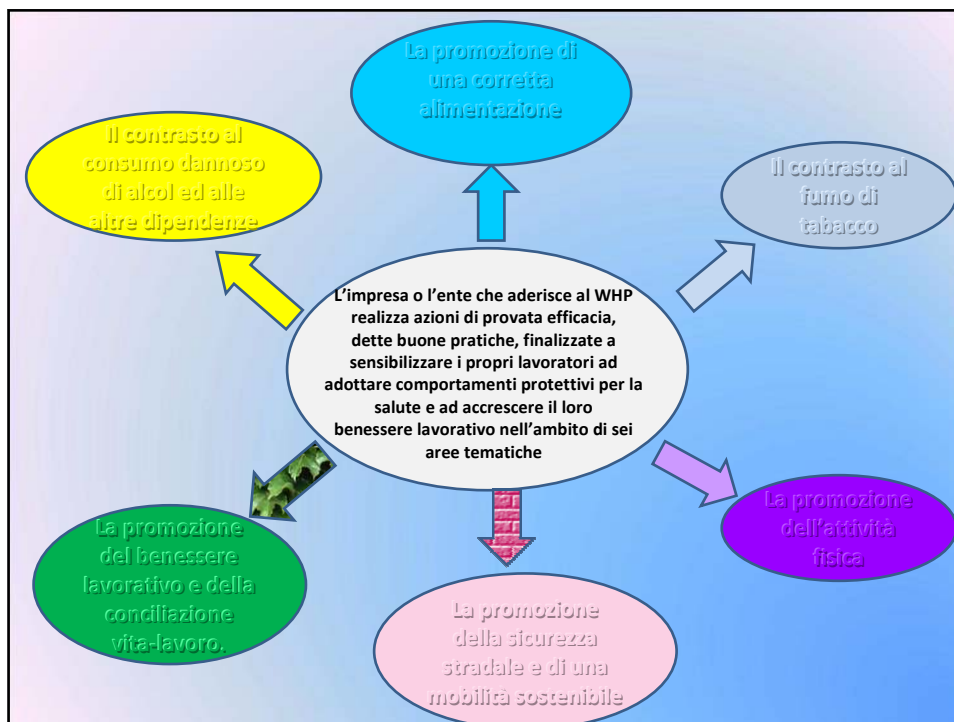 La promozione di
una corretta
alimentazione
Il contrasto al
consumo dannoso
di alcol ed alle
altre dipendenze
Il contrasto al
fumo di
tabacco
L'impresa o l'ente che aderisce al WHP
realizza azioni di provata efficacia,
dette buone pratiche, finalizzate a
sensibilizzare i propri lavoratori ad
adottare comportamenti protettivi per la
salute e ad accrescere il loro
benessere lavorativo nell'ambito di sei
aree tematiche
La promozione
dell'attività
fisica
La promozione
del benessere
lavorativo e della
conciliazione
vita-lavoro.
La promozione
della sicurezza
stradale e di una
mobilità sostenibile